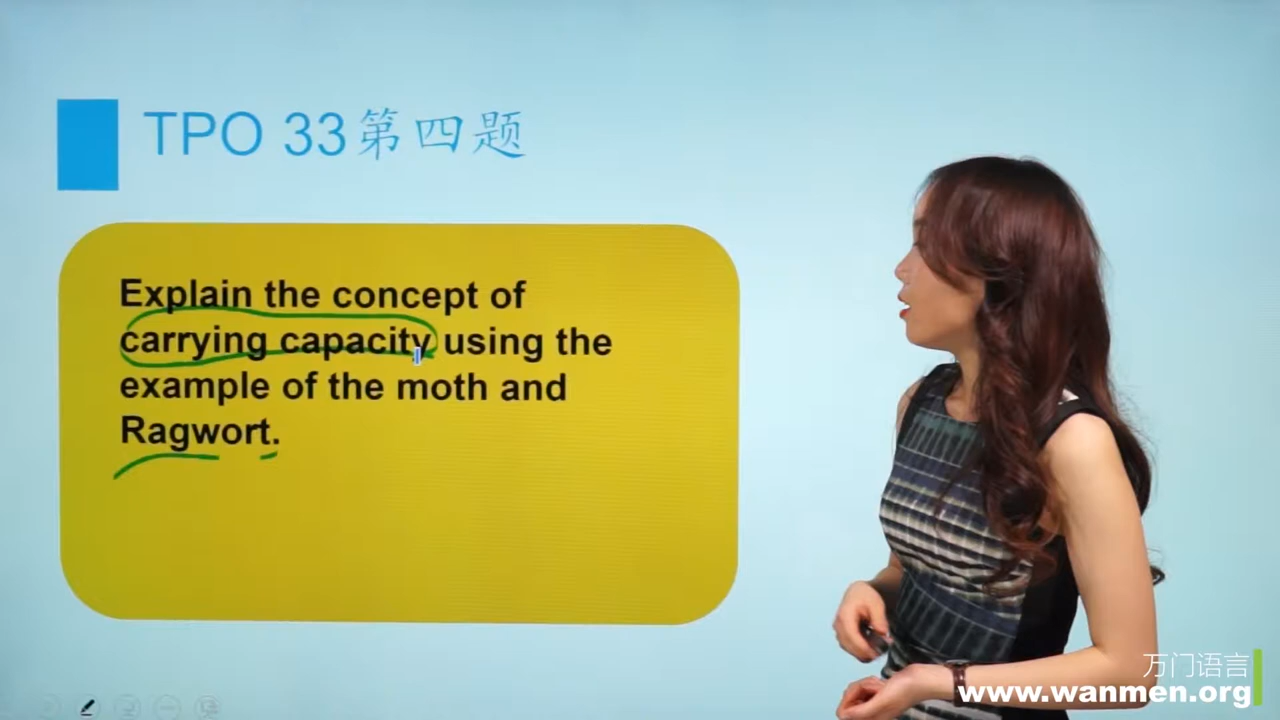 TPO 33第四题
Explain the concept of
carrying capacity using the
example of the moth and
Ragwort.
万门语言
www.wanmen.org